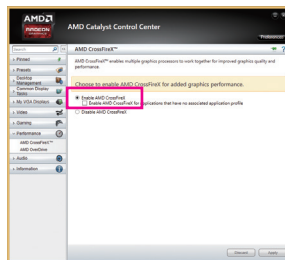 AMD
RADEON
GRAPHICS
AMD Catalyst Control Center
Preferences
Search
Pinned
Presets
Desktop Management
Common Display Tasks
My VGA Displays
Video
Gaming
Performance
AMD CrossFireX™
AMD OverDrive
Audio
Information
AMD CrossFireX™
AMD CrossFireX™ enables multiple graphics processors to work together for improved graphics quality and
performance.
Choose to enable AMD CrossFireX for added graphics performance.
Enable AMD CrossFireX
Enable AMD CrossFireX for applications that have no associated application profile
Disable AMD CrossFireX
Discard
Apply